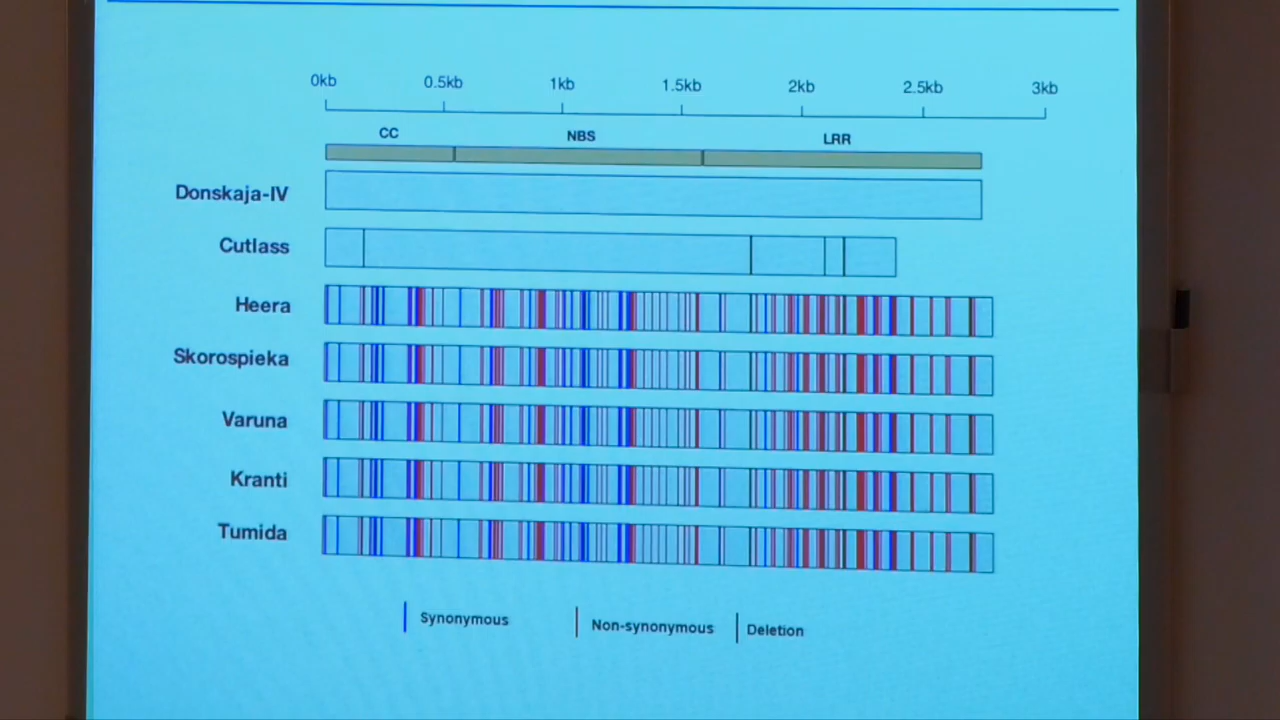 0kb 0.5kb 1kb 1.5kb 2kb 2.5kb 3kb
CC NBS LRR
Donskaja-IV
Cutlass
Heera
Skorospieka
Varuna
Kranti
Tumida
Synonymous Non-synonymous Deletion